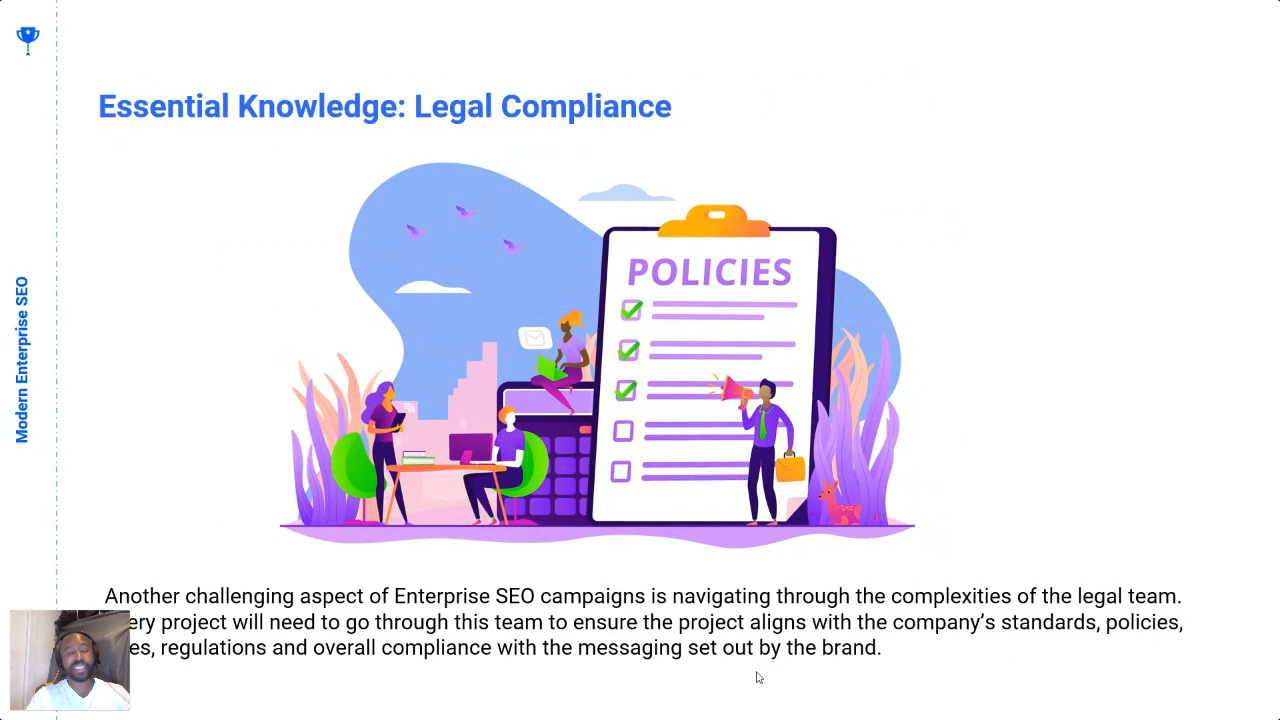 Essential Knowledge: Legal Compliance
POLICIES
Modern Enterprise SEO
Another challenging aspect of Enterprise SEO campaigns is navigating through the complexities of the legal team.
project will need to go through this team to ensure the project aligns with the company's standards, policies,
regulations and overall compliance with the messaging set out by the brand.